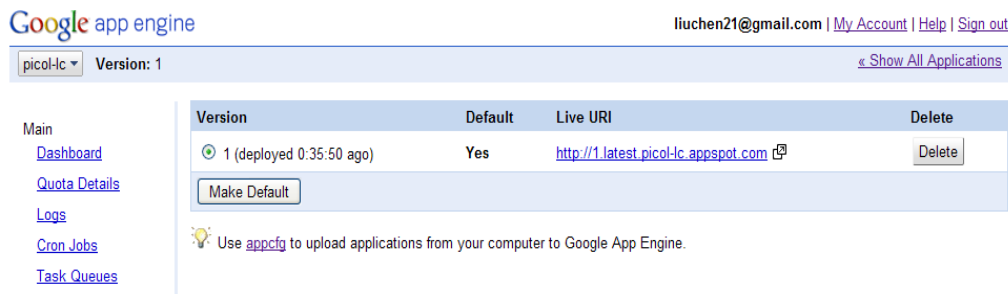 Google app engine
liuchen21@gmail.com | My Account | Help | Sign out
picol-lc Version: 1
« Show All Applications
Main
Dashboard
Quota Details
Logs
Cron Jobs
Task Queues
Version Default Live URI Delete
1 (deployed 0:35:50 ago) Yes http://1.latest.picol-lc.appspot.com Delete
Make Default
Use appcfg to upload applications from your computer to Google App Engine.